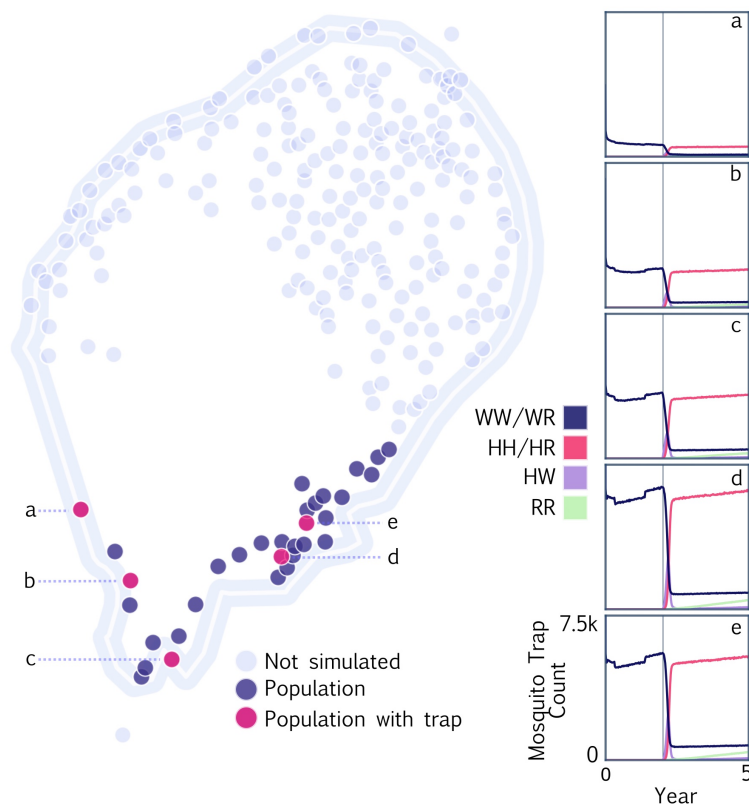 a
b
c
d
WW/WR
HH/HR
HW
RR
a
e
d
b
c
Not simulated
Population
Population with trap
e
7.5k
Mosquito Trap
Count
0
0
5
Year